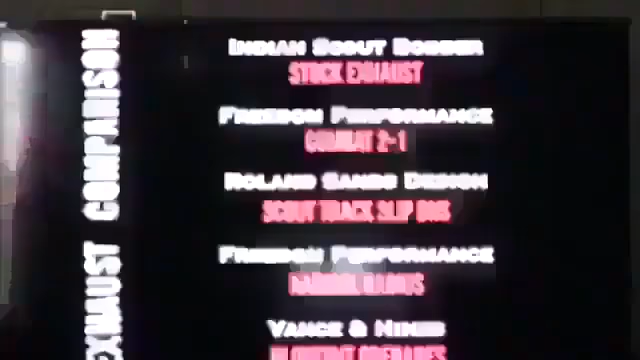 EXHAUST COMPARISON
INDIAN SCOUT BOBBER
STOCK EXHAUST
FREEDOM PERFORMANCE
COMBAT 2-1
ROLAND SANDS DESIGN
SCOUT TRACK SLIP ONS
FREEDOM PERFORMANCE
VANCE & HINES